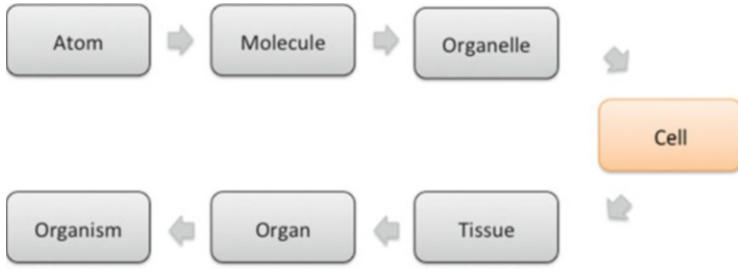 Atom
Molecule
Organelle
Cell
Tissue
Organ
Organism